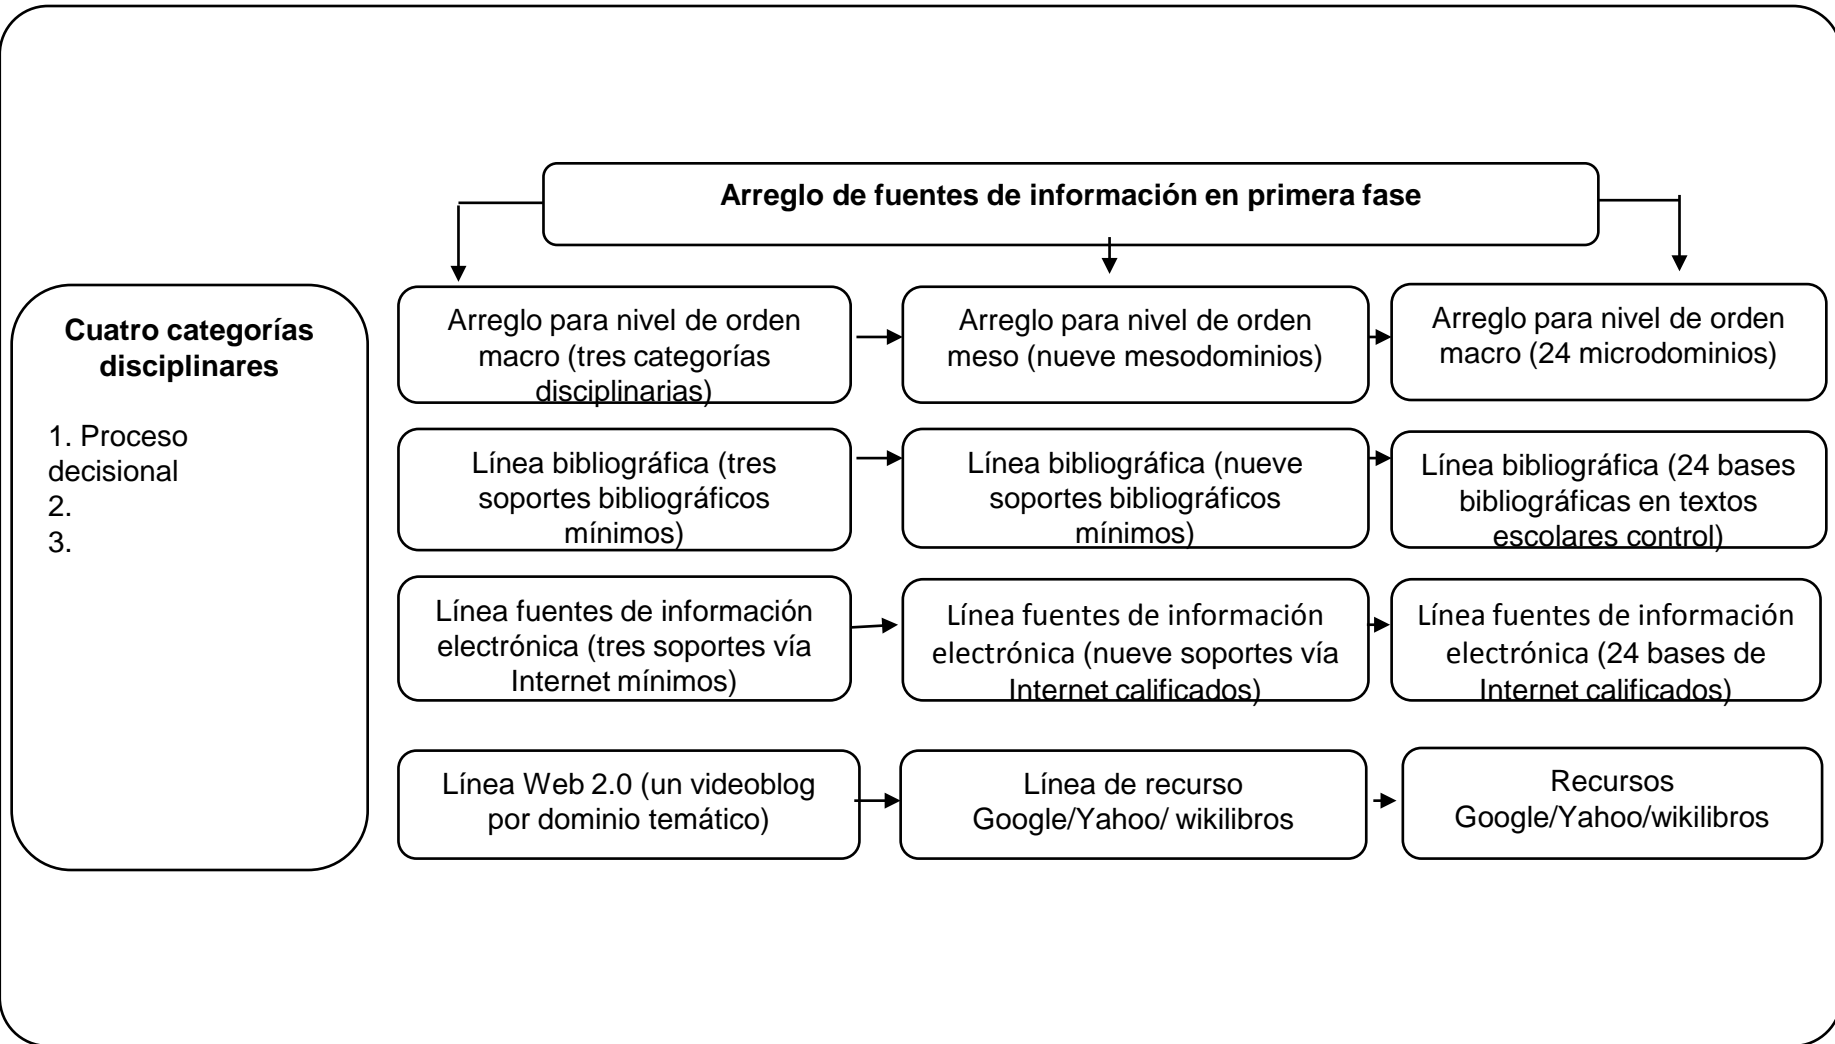 Arreglo de fuentes de información en primera fase
Cuatro categorías
disciplinares
1. Proceso
decisional
2.
3.
Arreglo para nivel de orden
macro (tres categorías
disciplinarias)
Arreglo para nivel de orden
meso (nueve mesodominios)
Arreglo para nivel de orden
macro (24 microdominios)
Línea bibliográfica (tres
soportes bibliográficos
mínimos)
Línea bibliográfica (nueve
soportes bibliográficos
mínimos)
Línea bibliográfica (24 bases
bibliográficas en textos
escolares control)
Línea fuentes de información
electrónica (tres soportes vía
Internet mínimos)
Línea fuentes de información
electrónica (nueve soportes vía
Internet calificados)
Línea fuentes de información
electrónica (24 bases de
Internet calificados)
Línea Web 2.0 (un videoblog
por dominio temático)
Línea de recurso
Google/Yahoo/ wikilibros
Recursos
Google/Yahoo/wikilibros